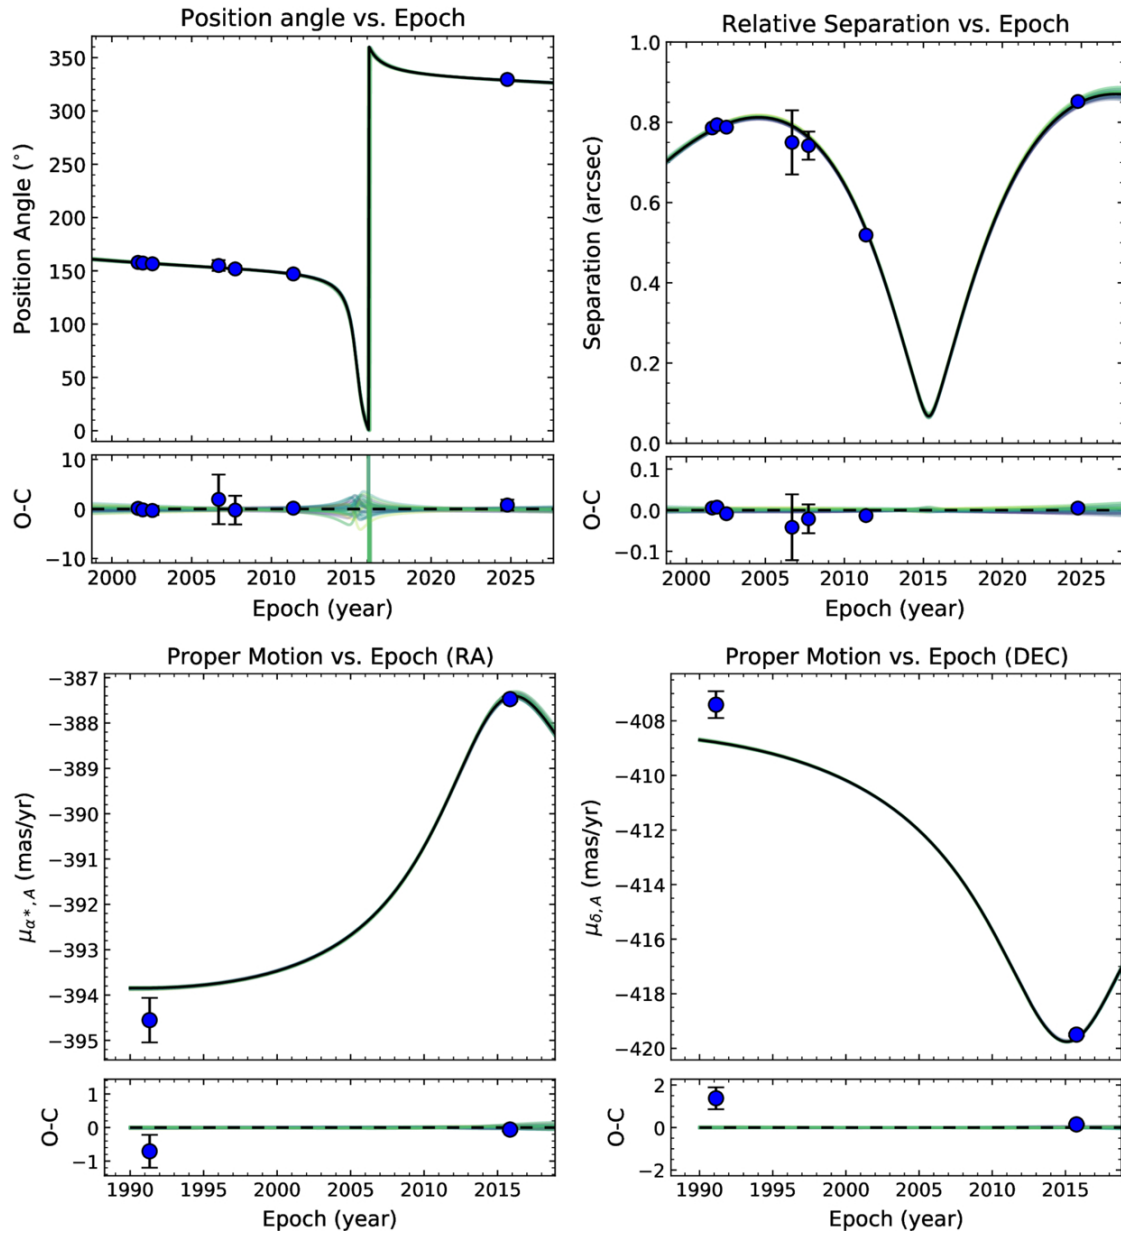 Position angle vs. Epoch
350
300
250
200
150
100
50
0
Position Angle (°)
10
0
−10
O-C
2000 2005 2010 2015 2020 2025
Epoch (year)
Relative Separation vs. Epoch
1.0
0.8
0.6
0.4
0.2
0.0
Separation (arcsec)
0.1
0.0
−0.1
O-C
2000 2005 2010 2015 2020 2025
Epoch (year)
Proper Motion vs. Epoch (RA)
−387
−388
−389
−390
−391
−392
−393
−394
−395
μα*,A (mas/yr)
1
0
−1
O-C
1990 1995 2000 2005 2010 2015
Epoch (year)
Proper Motion vs. Epoch (DEC)
−408
−410
−412
−414
−416
−418
−420
μδ,A (mas/yr)
2
0
−2
O-C
1990 1995 2000 2005 2010 2015
Epoch (year)